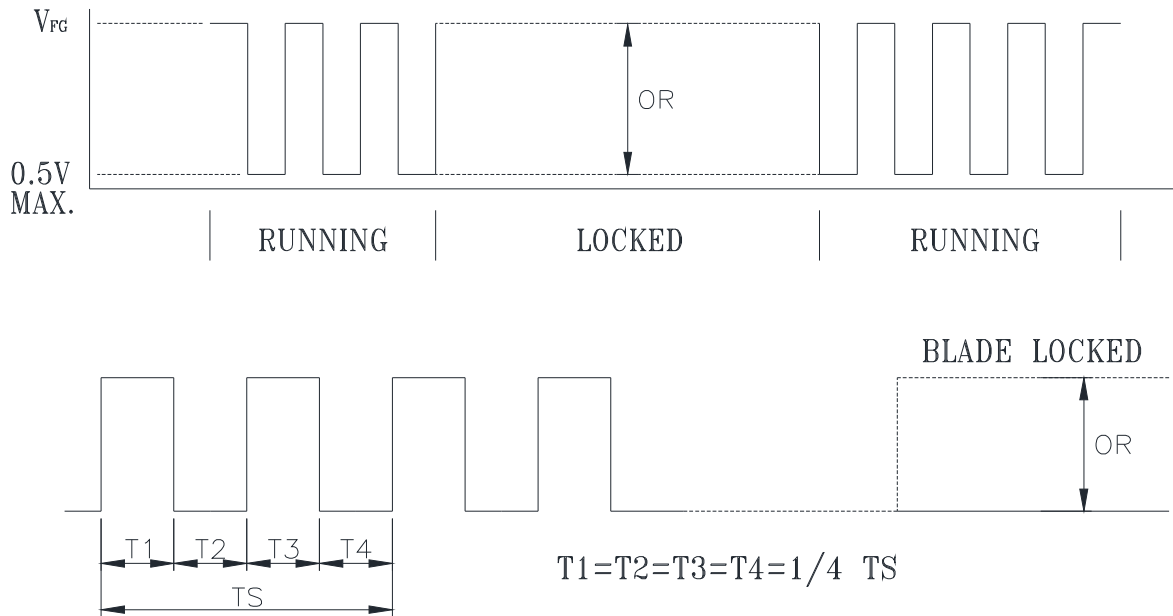 VFG
OR
0.5V
MAX.
RUNNING LOCKED RUNNING
BLADE LOCKED
OR
T1 T2 T3 T4
T1=T2=T3=T4=1/4 TS
TS